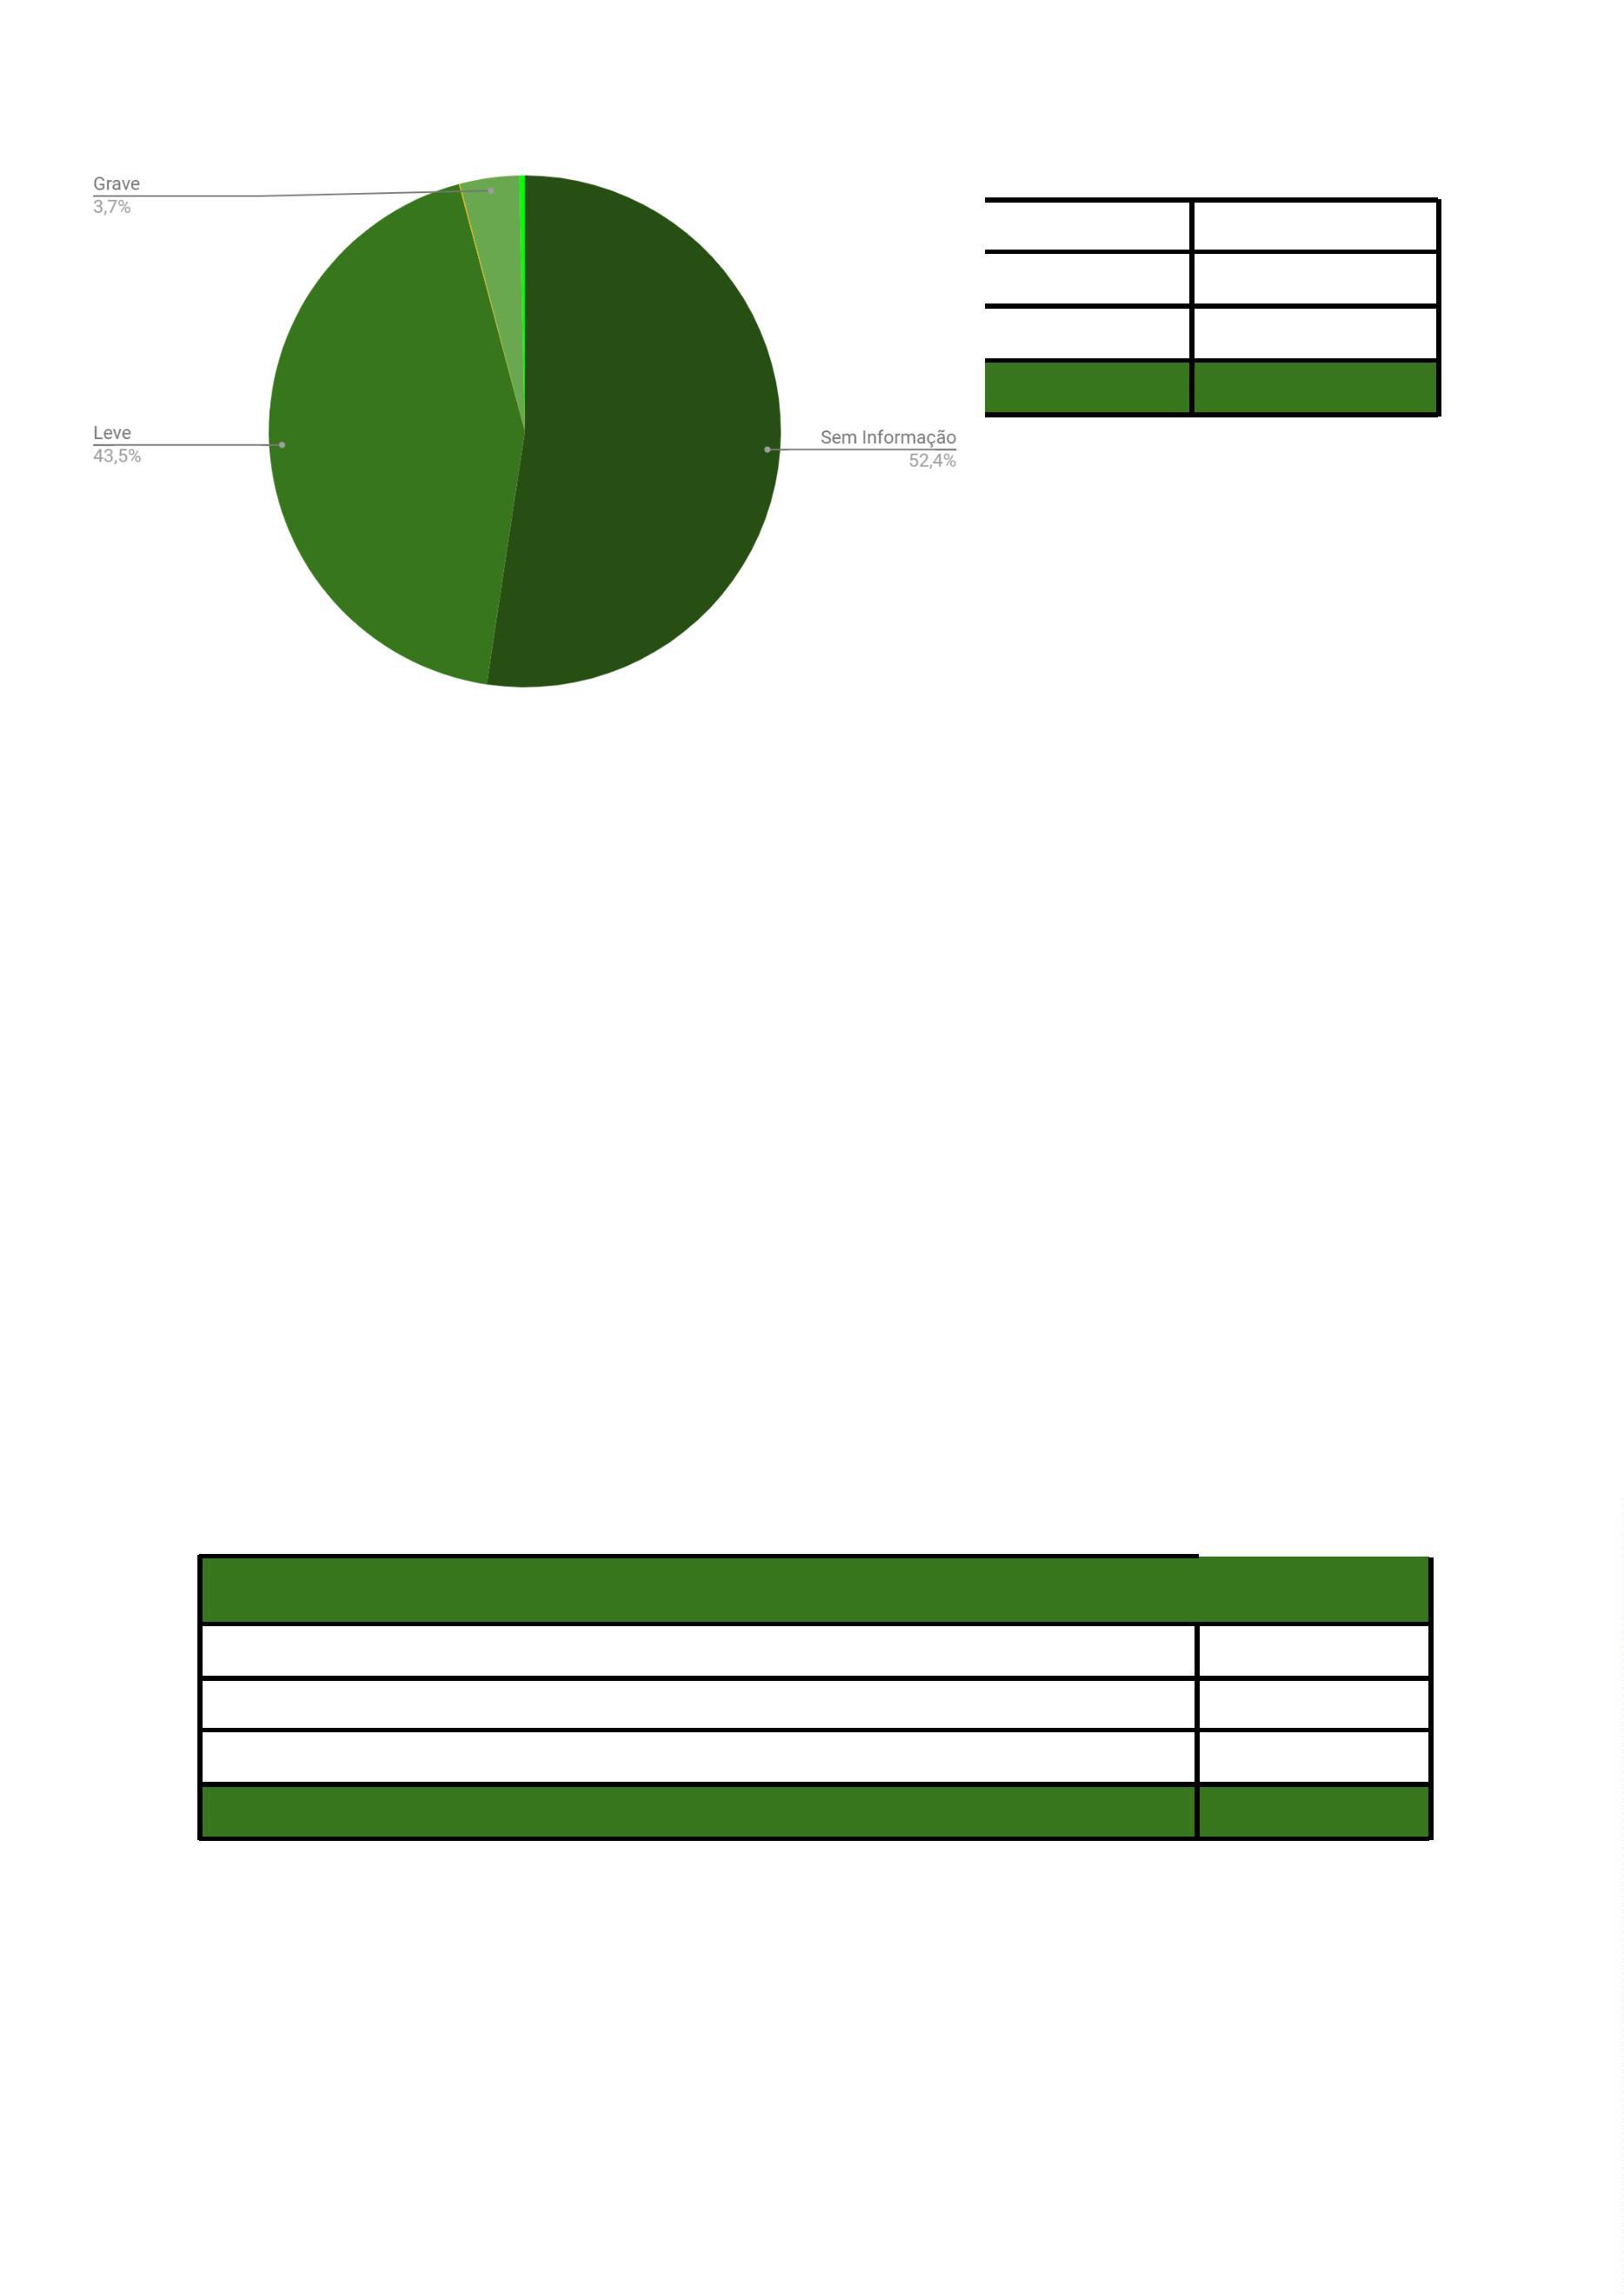 Grave
3,7%
Leve
43,5%
Sem Informação
52,4%